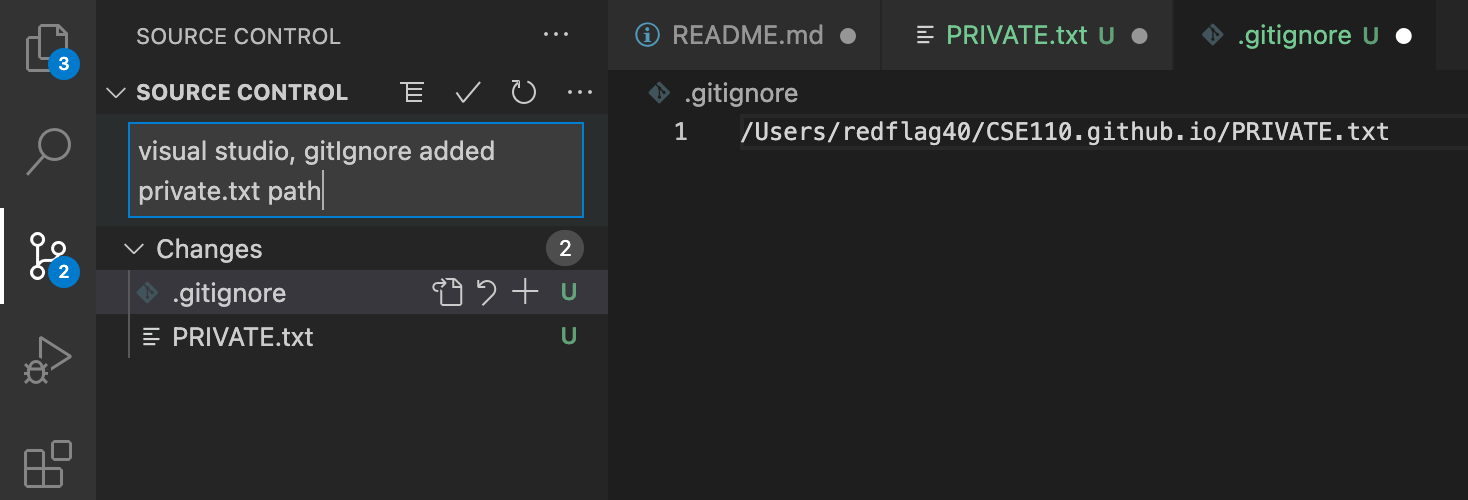 SOURCE CONTROL
SOURCE CONTROL
visual studio, gitIgnore added
private.txt path
Changes 2
.gitignore U
PRIVATE.txt U
3
2
README.md
PRIVATE.txt U
.gitignore U
.gitignore
1 /Users/redflag40/CSE110.github.io/PRIVATE.txt